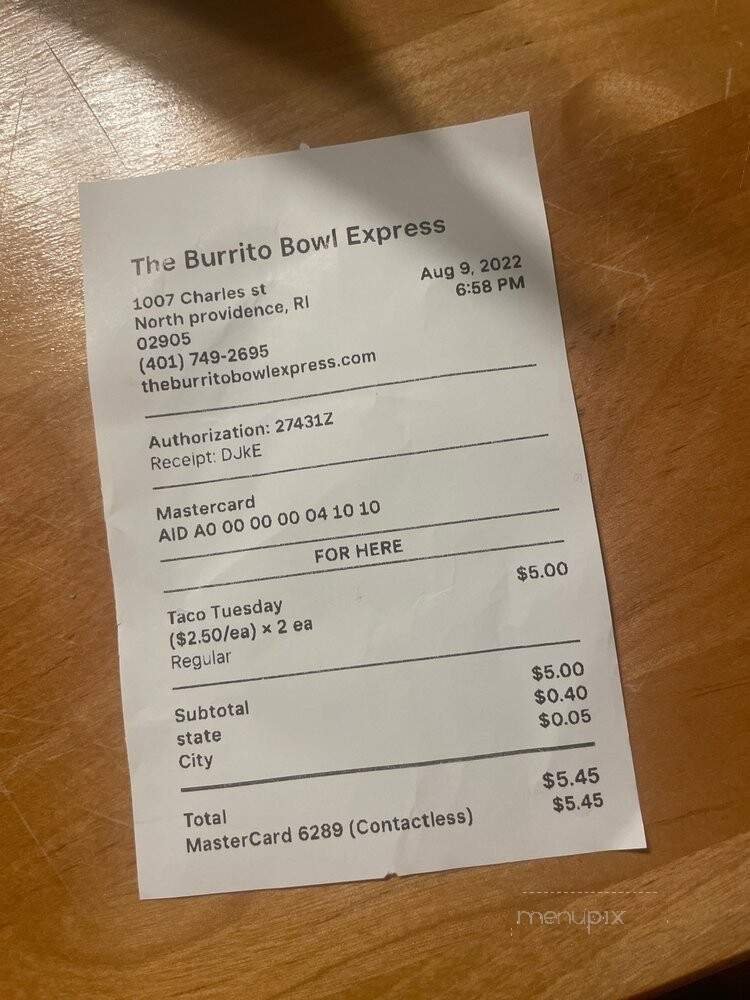 The Burrito Bowl Express
1007 Charles st
North providence, RI
02905
(401) 749-2695
theburritobowlexpress.com
Aug 9, 2022
6:58 PM
Authorization: 27431Z
Receipt: DJkE
Mastercard
AID A0 00 00 00 04 10 10
FOR HERE
Taco Tuesday $5.00
($2.50/ea) × 2 ea
Regular
Subtotal $5.00
state $0.40
City $0.05
Total $5.45
MasterCard 6289 (Contactless) $5.45
menupix